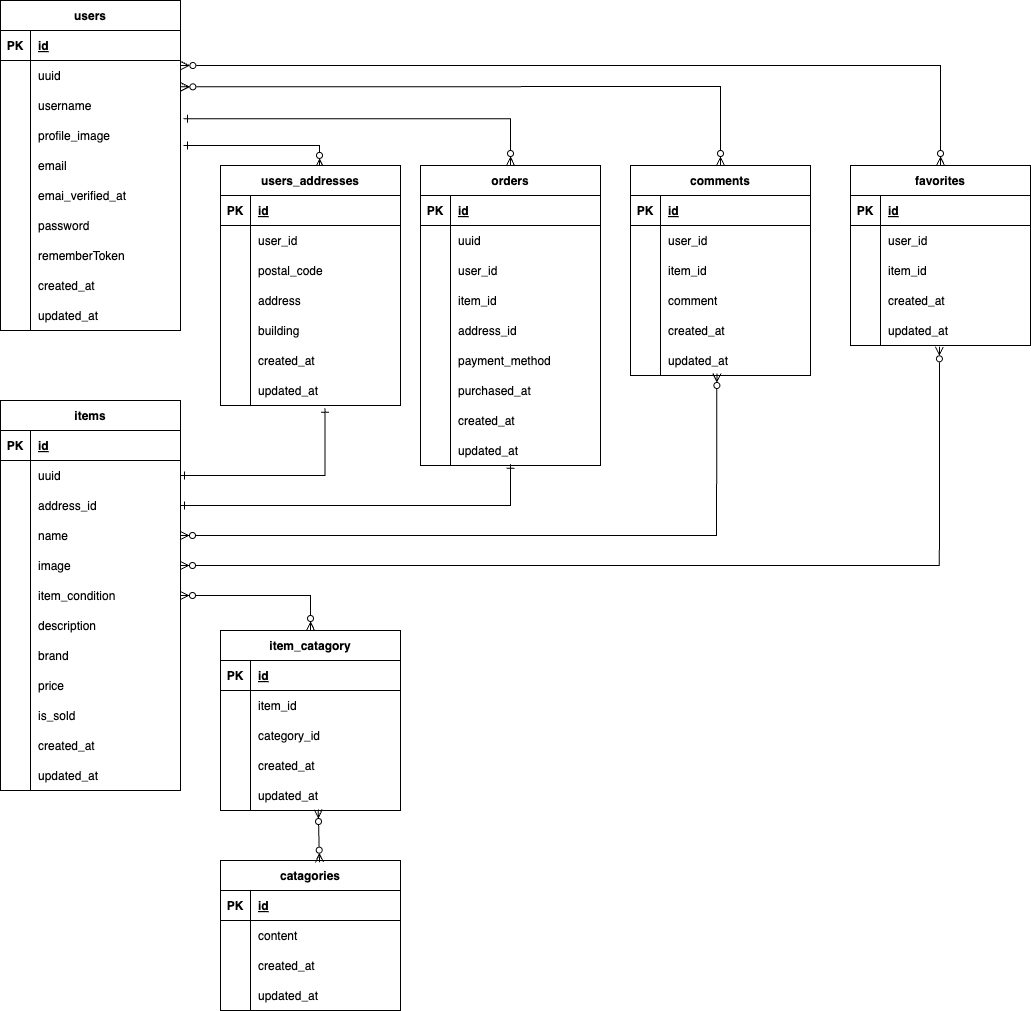 users
PK id
uuid
username
profile_image
email
emai_verified_at
password
rememberToken
created_at
updated_at
users_addresses
PK id
user_id
postal_code
address
building
created_at
updated_at
orders
PK id
uuid
user_id
item_id
address_id
payment_method
purchased_at
created_at
updated_at
comments
PK id
user_id
item_id
comment
created_at
updated_at
favorites
PK id
user_id
item_id
created_at
updated_at
items
PK id
uuid
address_id
name
image
item_condition
description
brand
price
is_sold
created_at
updated_at
item_catagory
PK id
item_id
category_id
created_at
updated_at
catagories
PK id
content
created_at
updated_at